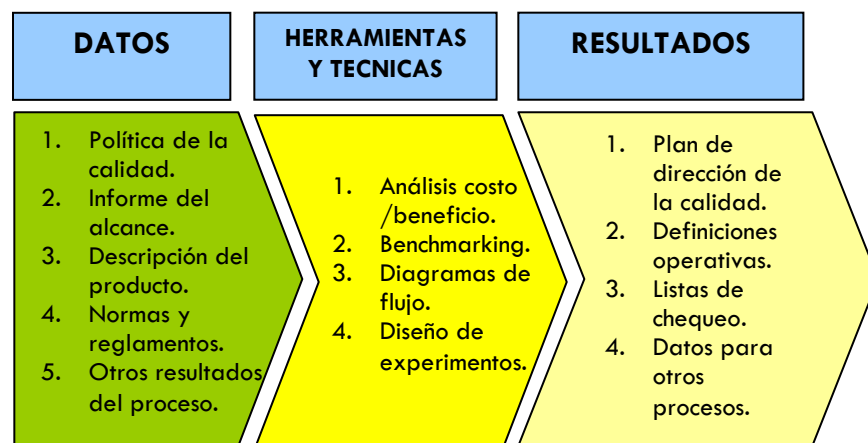 DATOS
1. Política de la
calidad.
2. Informe del
alcance.
3. Descripción del
producto.
4. Normas y
reglamentos.
5. Otros resultados
del proceso.
HERRAMIENTAS
Y TECNICAS
1. Análisis costo
/beneficio.
2. Benchmarking.
3. Diagramas de
flujo.
4. Diseño de
experimentos.
RESULTADOS
1. Plan de
dirección de
la calidad.
2. Definiciones
operativas.
3. Listas de
chequeo.
4. Datos para
otros
procesos.